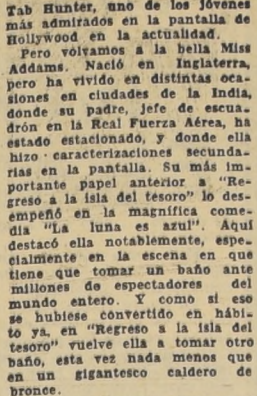 Tab Hunter, uno de los jóvenes
más admirados en la pantalla de
Hollywood en la actualidad.
Pero volvamos a la bella Miss
Addams. Nació en Inglaterra,
pero ha vivido en distintas oca-
siones en ciudades de la India,
donde su padre, jefe de escua-
drón en la Real Fuerza Aérea, ha
estado estacionado, y donde ella
hizo caracterizaciones secunda-
rias en la pantalla. Su más im-
portante papel anterior a "Re-
greso a la isla del tesoro" lo des-
empeñó en la magnífica come-
dia "La luna es azul". Aquí
destacó ella notablemente, espe-
cialmente en la escena en que
tiene que tomar un baño ante
millones de espectadores del
mundo entero. Y como si eso
se hubiese convertido en hábi-
to ya, en "Regreso a la isla del
tesoro" vuelve ella a tomar otro
baño, esta vez nada menos que
en un gigantesco caldero de
bronce.